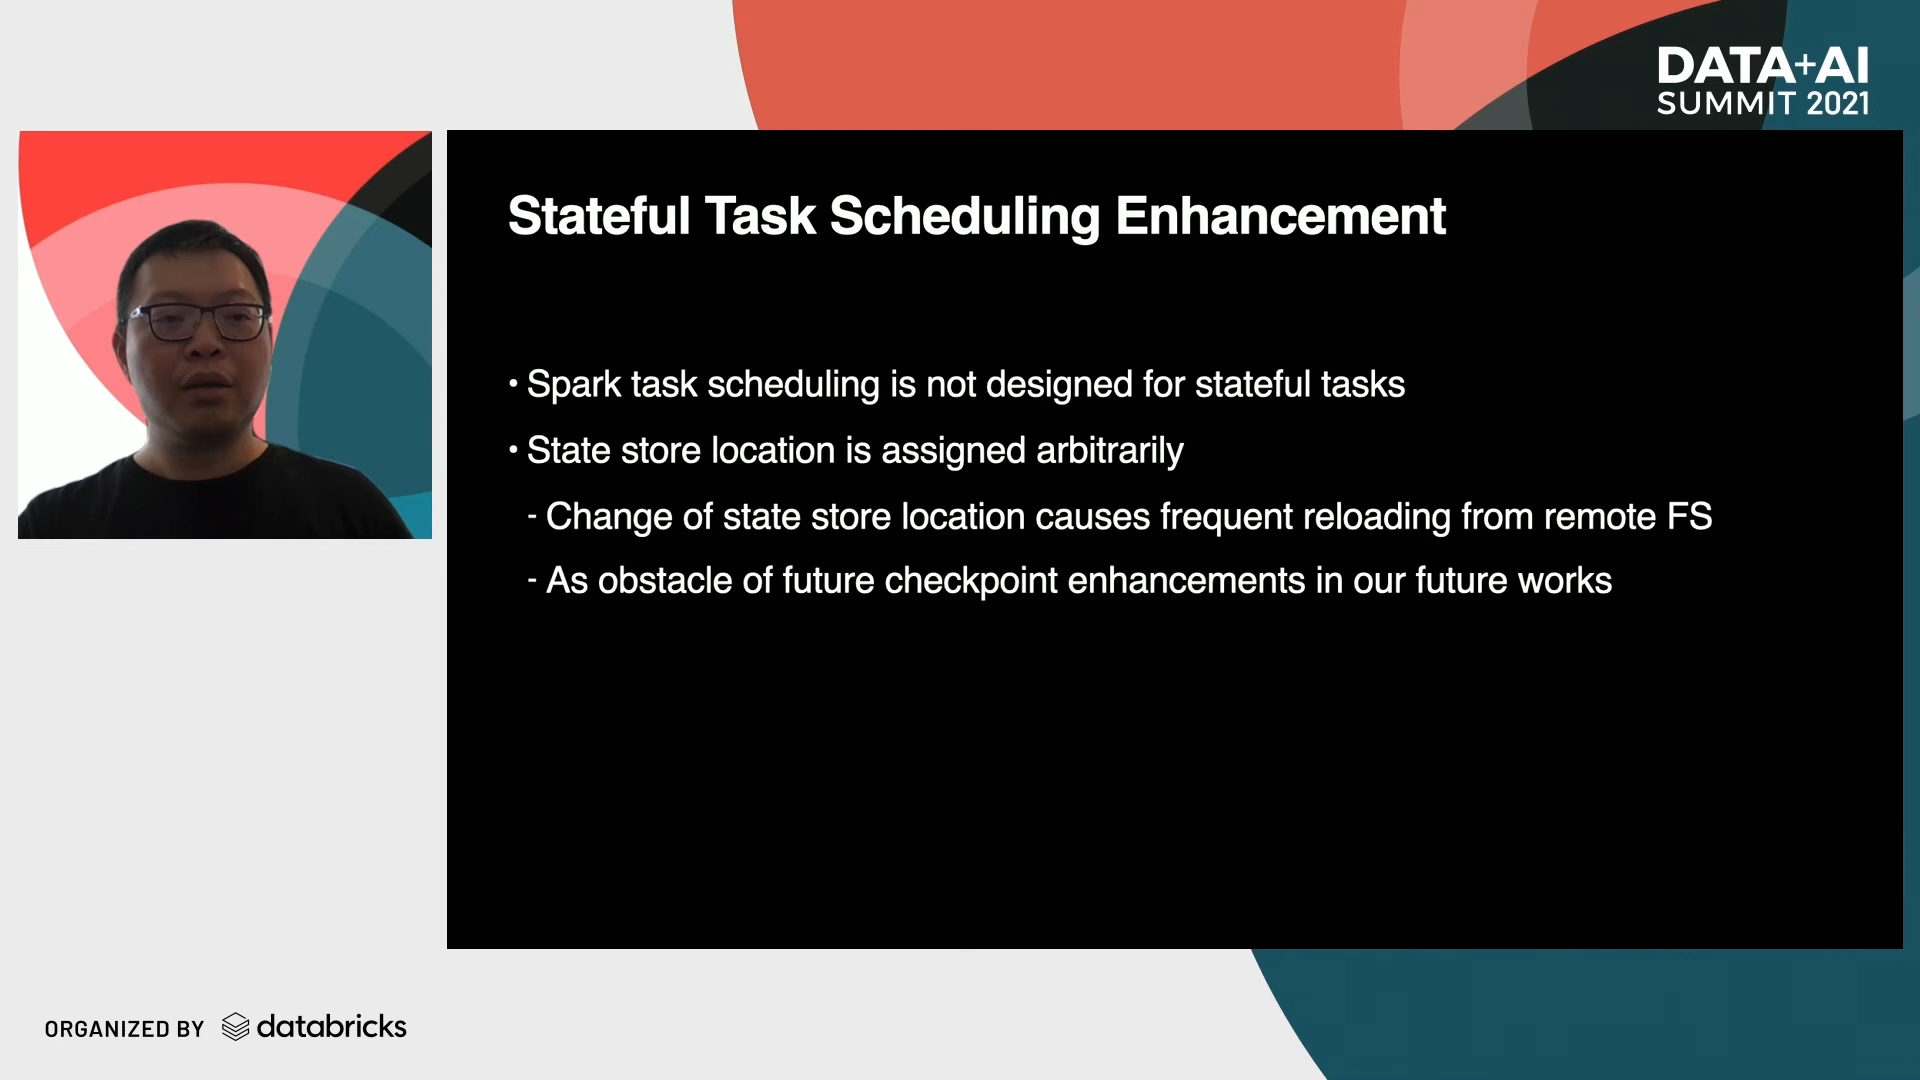 DATA+AI
SUMMIT 2021
Stateful Task Scheduling Enhancement
• Spark task scheduling is not designed for stateful tasks
• State store location is assigned arbitrarily
- Change of state store location causes frequent reloading from remote FS
- As obstacle of future checkpoint enhancements in our future works
ORGANIZED BY databricks